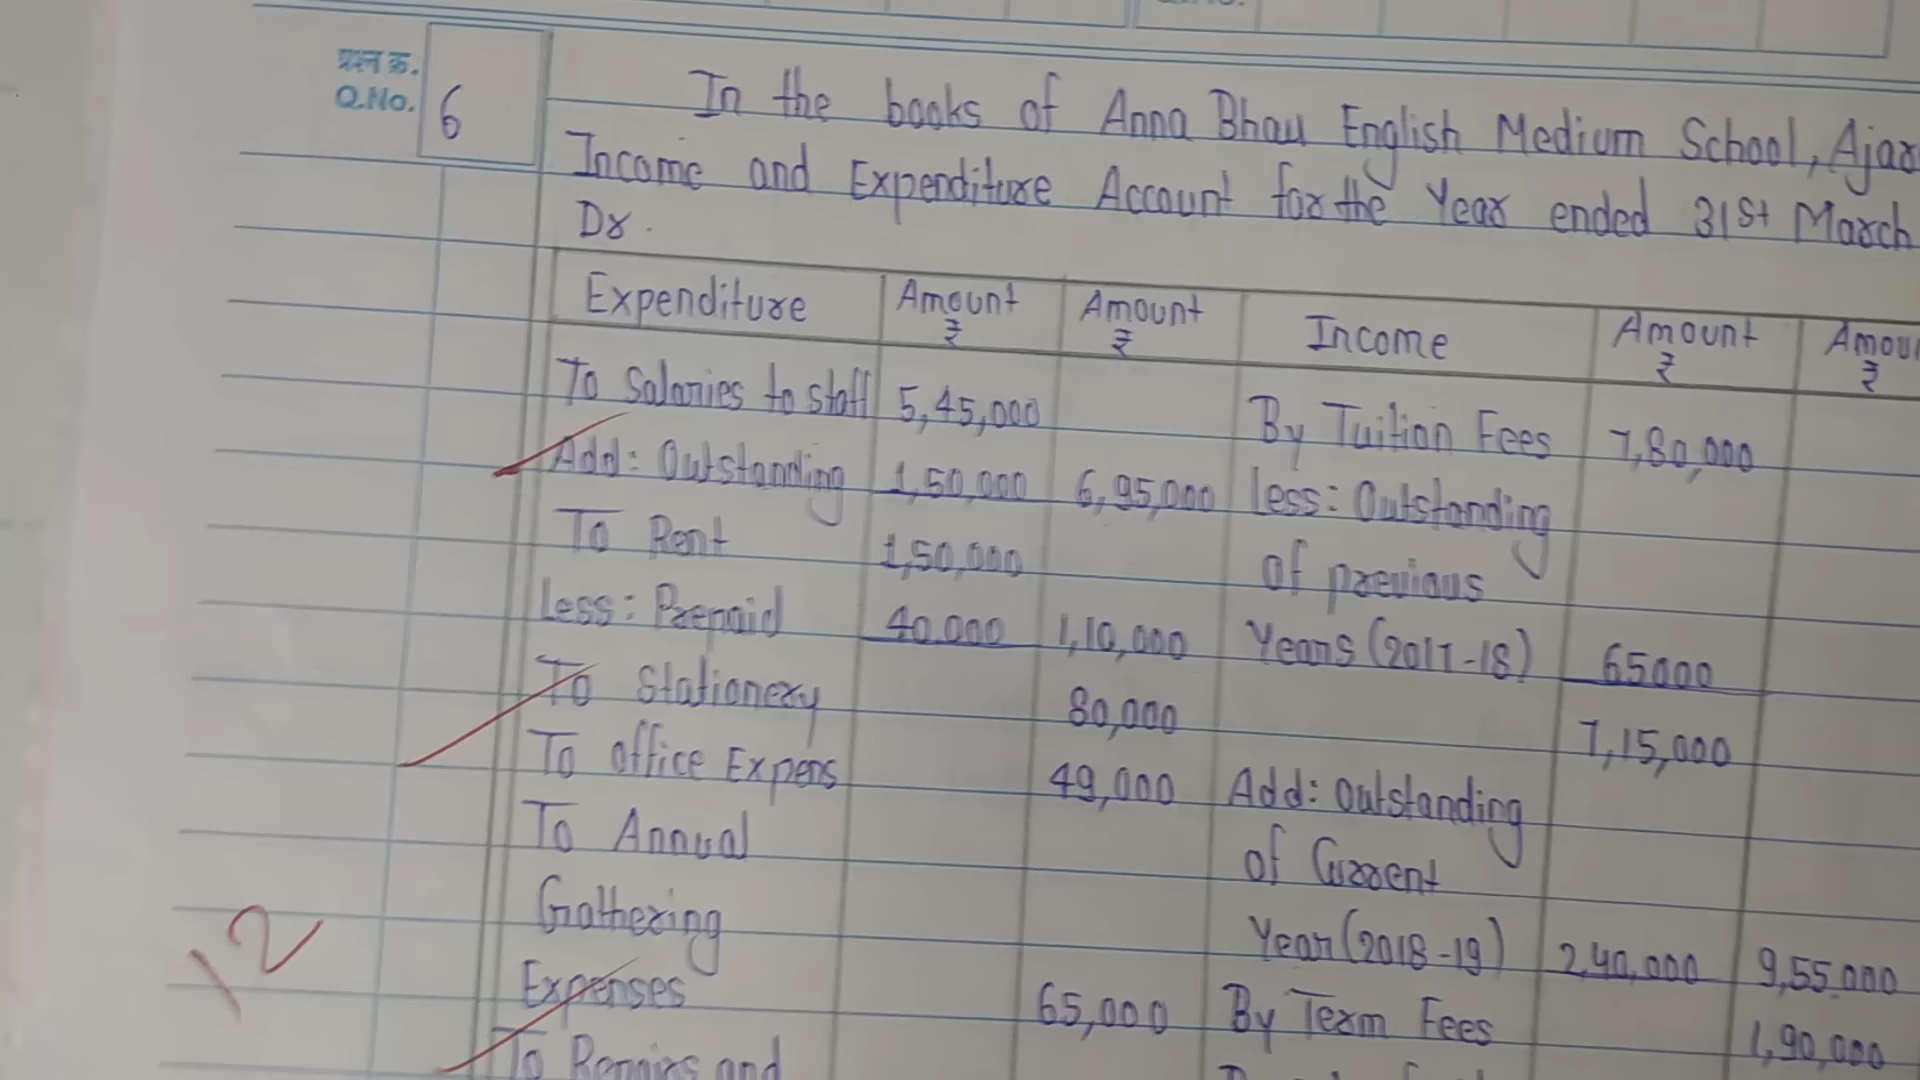 प्रश्न क्र.
Q.No. 6
In the books of Anna Bhau English Medium School,
Income and Expenditure Account for the Year ended 31st March
Dr.
Expenditure Amount ₹ Amount ₹ Income Amount ₹ ₹
To Salaries to staff 5,45,000 By Tuition Fees 7,80,000
Add: Outstanding 1,50,000 6,95,000 less: Outstanding
To Rent 1,50,000 of previous
Less: Prepaid 40,000 1,10,000 Years (2017-18) 65000
To Stationery 80,000 7,15,000
To office Expens 49,000 Add: Outstanding
To Annual of Current
Gathering Year (2018-19) 2,40,000 9,55,000
Expenses 65,000 By Term Fees 1,90,000
To Repairs and
12